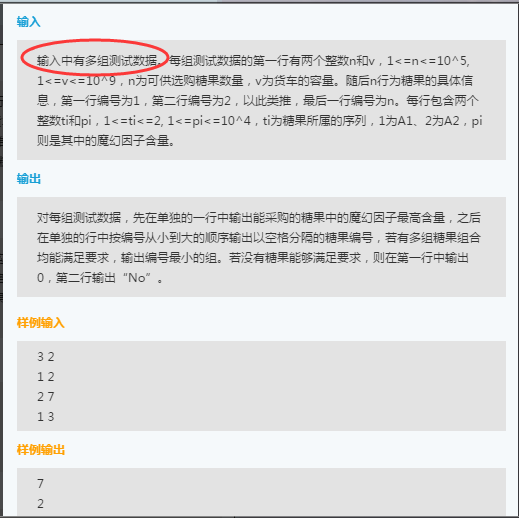 输入
输入中有多组测试数据。每组测试数据的第一行有两个整数n和v，1<=n<=10^5,
1<=v<=10^9，n为可供选购糖果数量，v为货车的容量。随后n行为糖果的具体信
息，第一行编号为1，第二行编号为2，以此类推，最后一行编号为n。每行包含两个
整数ti和pi，1<=ti<=2, 1<=pi<=10^4，ti为糖果所属的序列，1为A1、2为A2，pi
则是其中的魔幻因子含量。
输出
对每组测试数据，先在单独的一行中输出能采购的糖果中的魔幻因子最高含量，之后
在单独的行中按编号从小到大的顺序输出以空格分隔的糖果编号，若有多组糖果组合
均能满足要求，输出编号最小的组。若没有糖果能够满足要求，则在第一行中输出
0，第二行输出“No”。
样例输入
3 2
1 2
2 7
1 3
样例输出
7
2